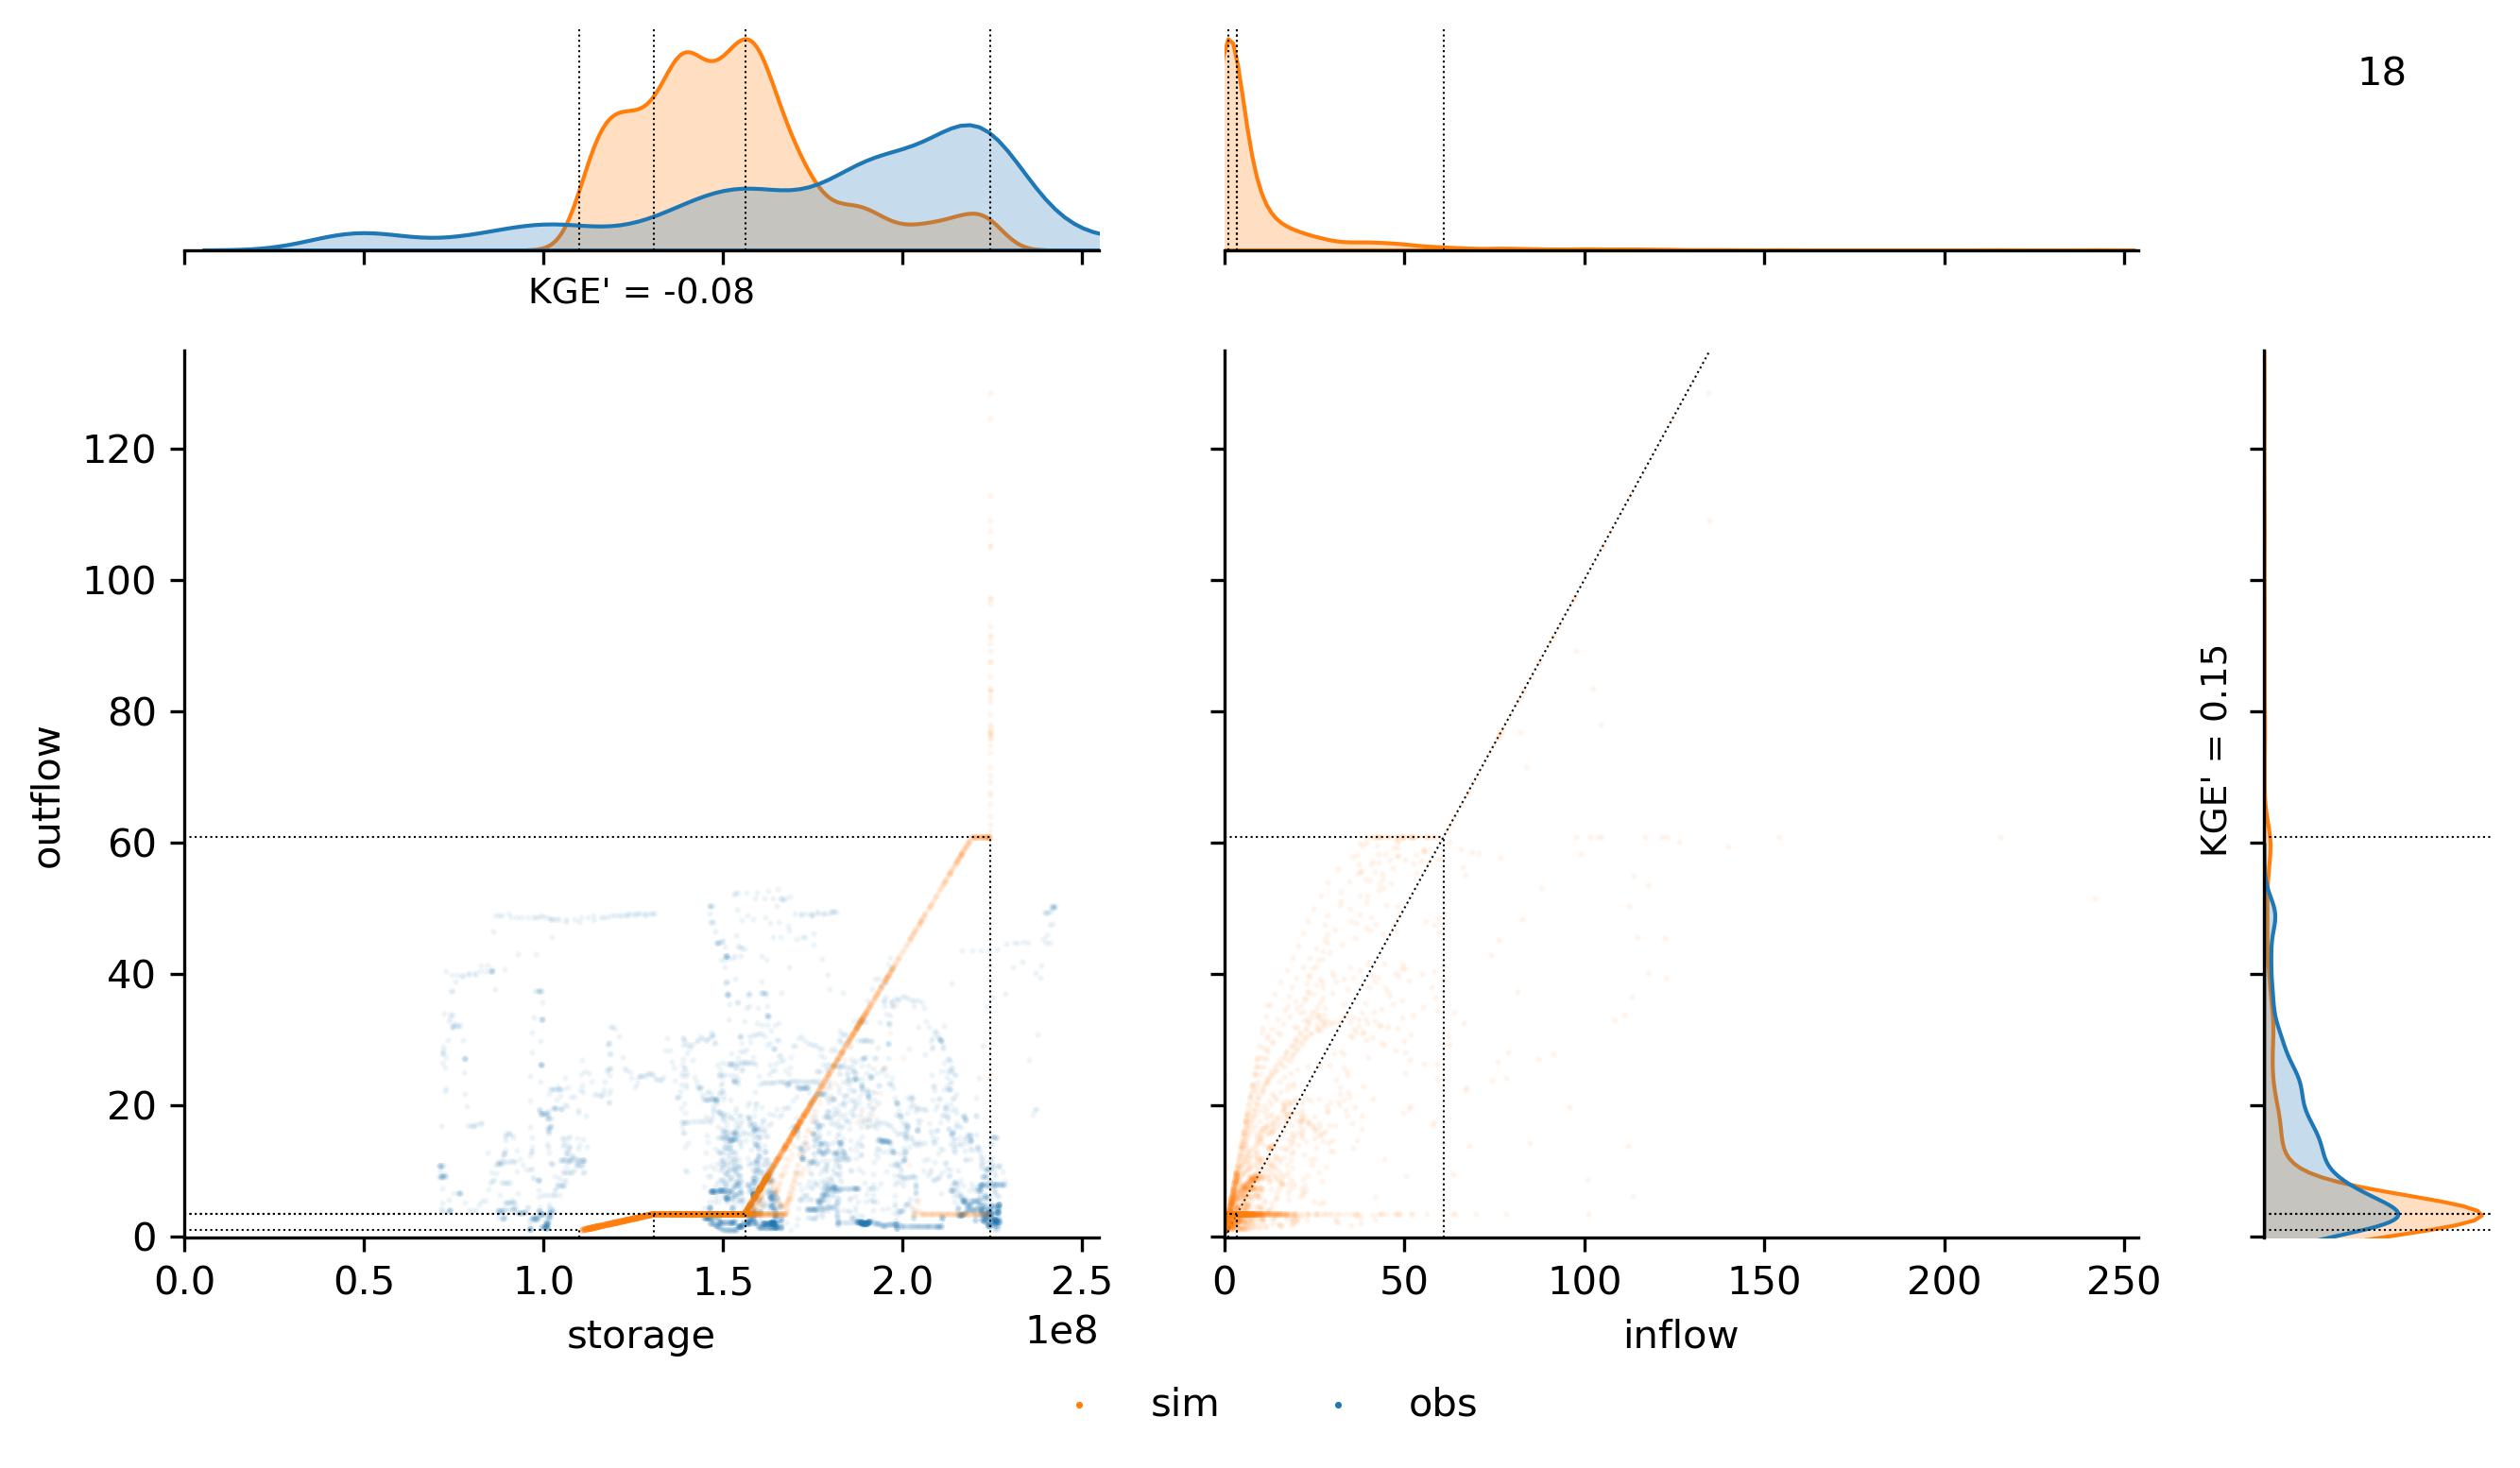 18
KGE' = -0.08
outflow
120
100
80
60
40
20
0
KGE' = 0.15
0.0 0.5 1.0 1.5 2.0 2.5
1e8
storage
0 50 100 150 200 250
inflow
sim obs